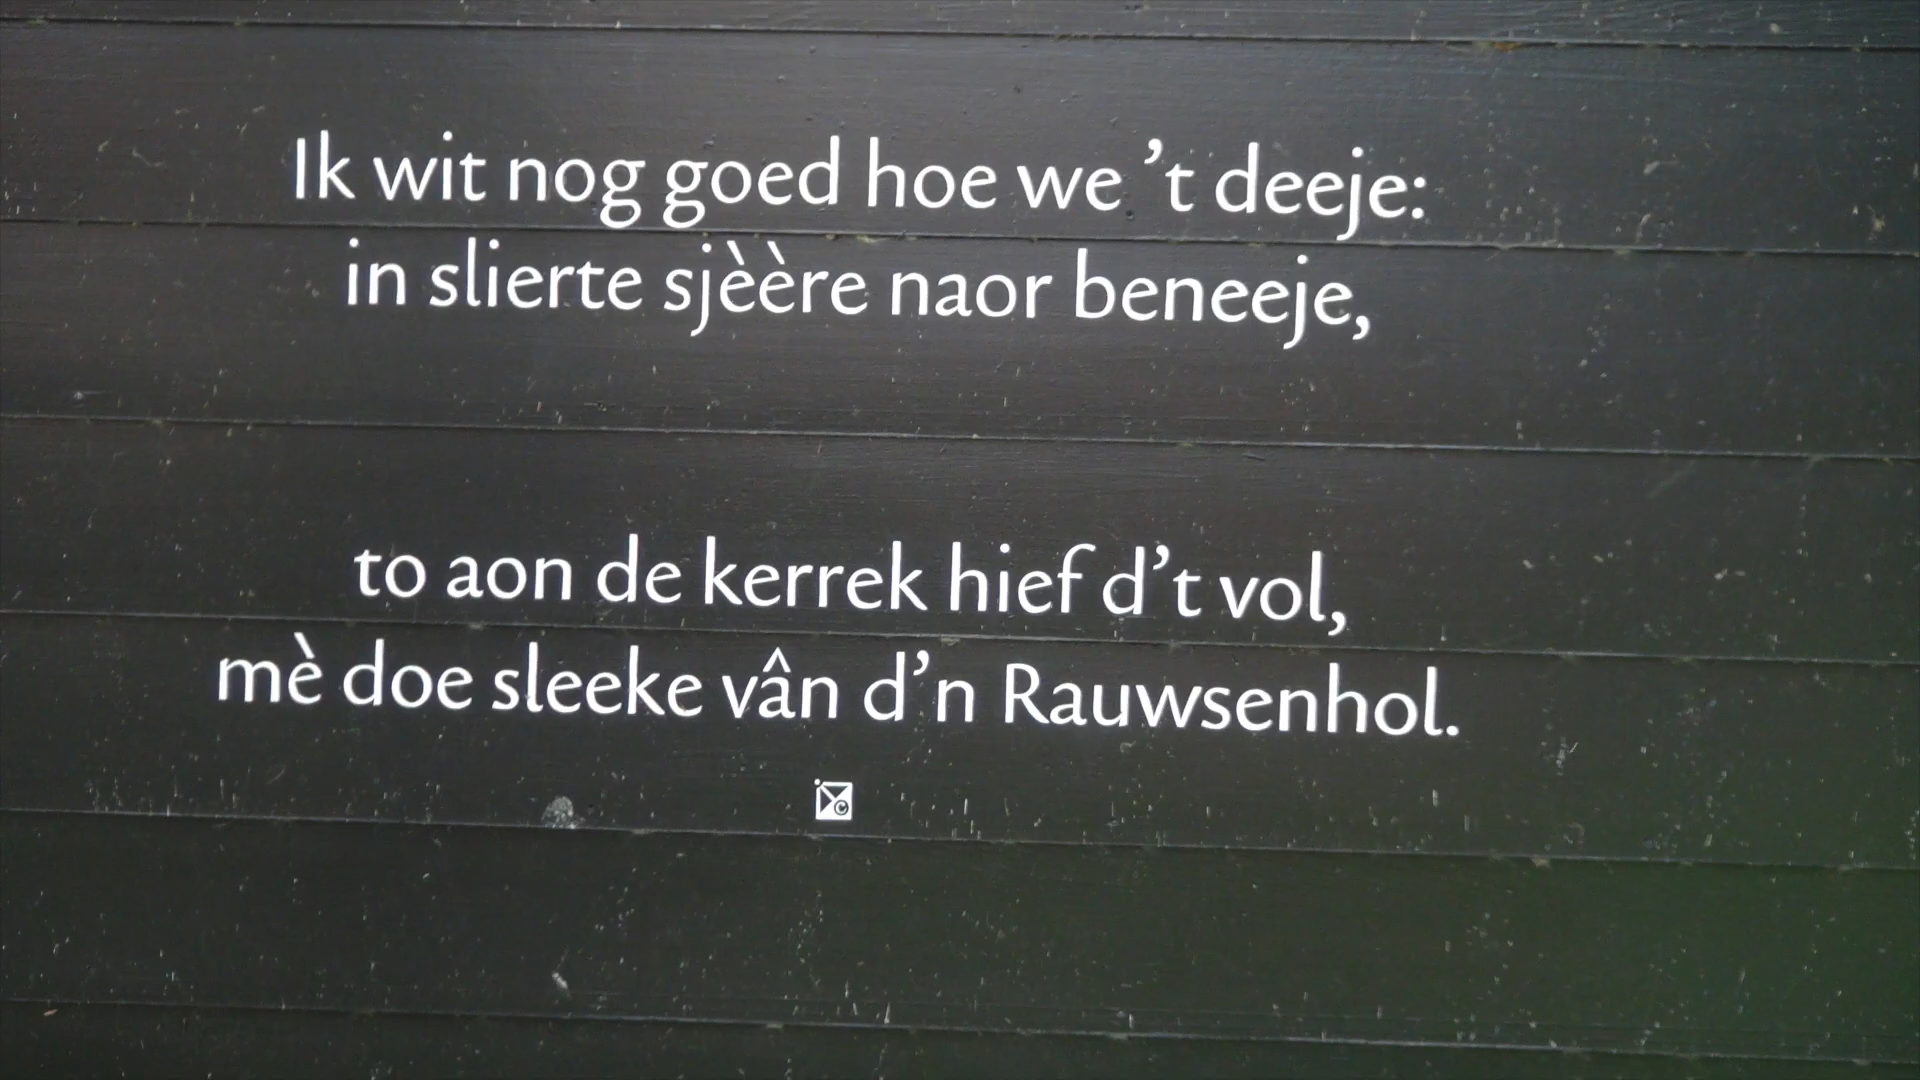 Ik wit nog goed hoe we ’t deeje:
in slierte sjèère naor beneeje,
to aon de kerrek hief d’t vol,
mè doe sleeke vân d’n Rauwsenhol.